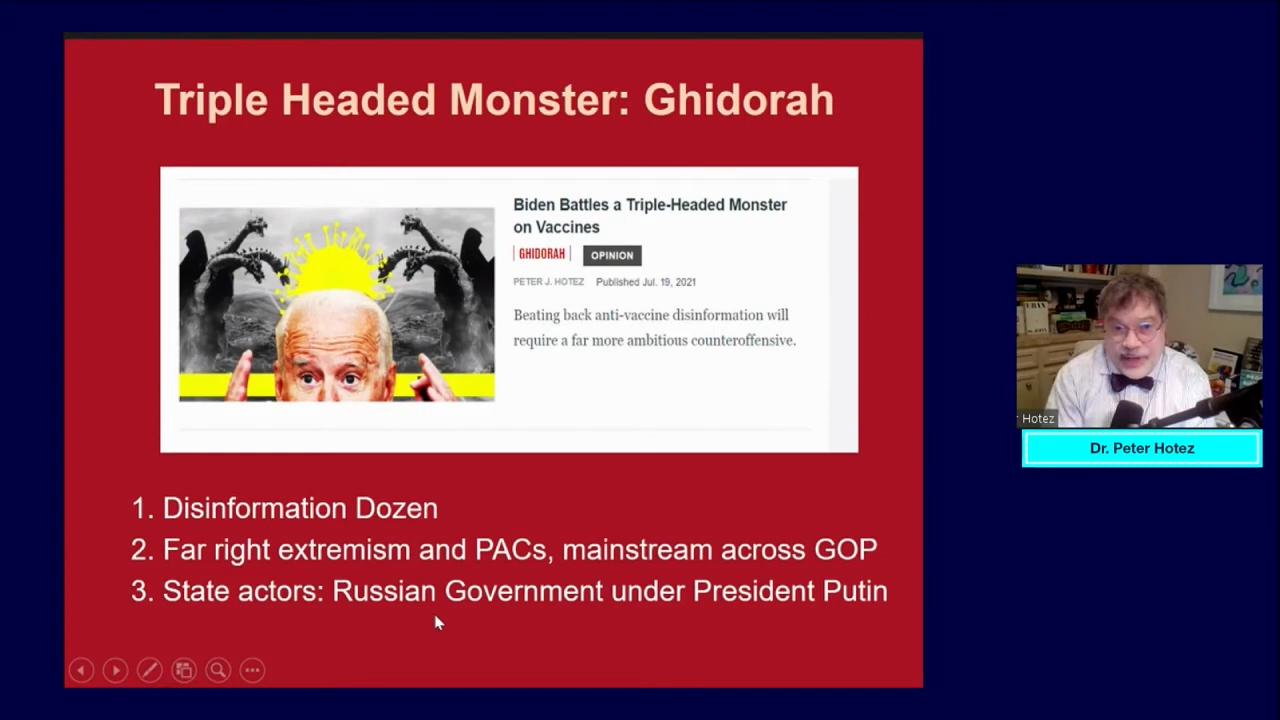 Triple Headed Monster: Ghidorah
Biden Battles a Triple-Headed Monster
on Vaccines
GHIDORAH
OPINION
PETER J. HOTEZ Published Jul. 19, 2021
Beating back anti-vaccine disinformation will
require a far more ambitious counteroffensive.
1. Disinformation Dozen
2. Far right extremism and PACs, mainstream across GOP
3. State actors: Russian Government under President Putin
r Hotez
Dr. Peter Hotez